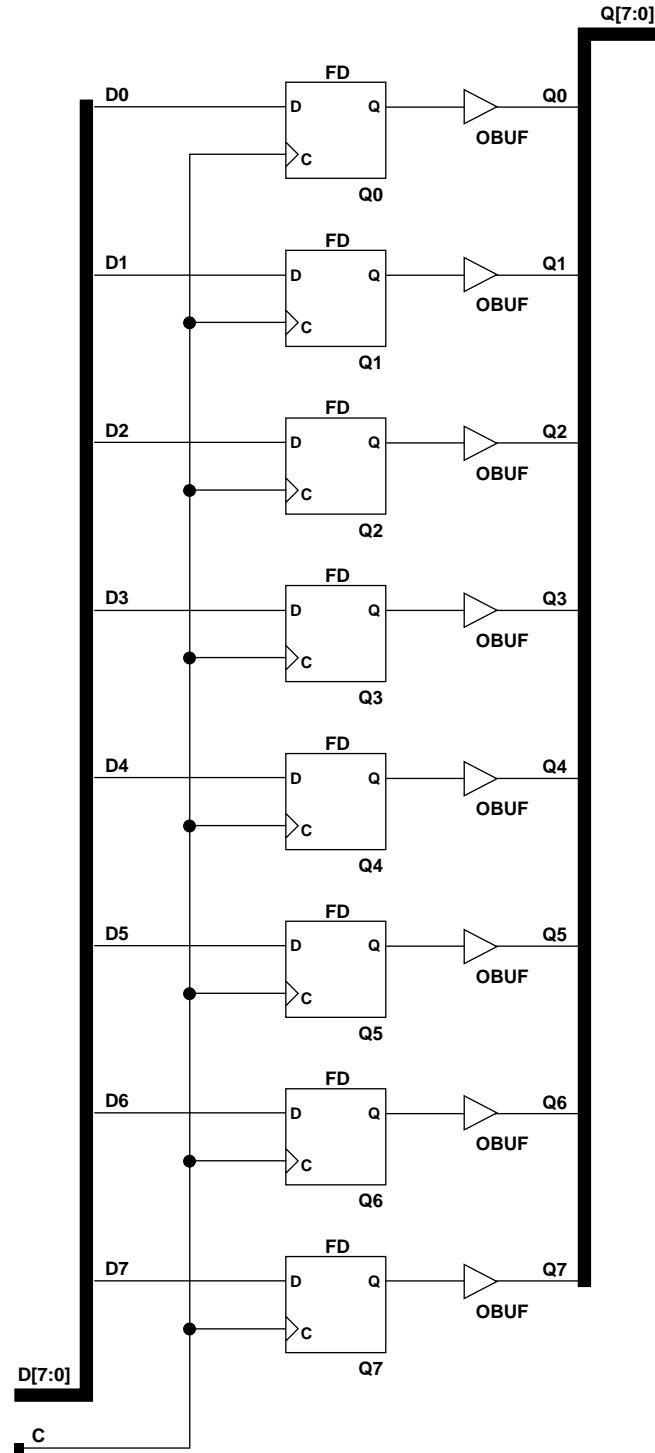 Q[7:0]
FD
D0 D Q Q0
OBUF
C
Q0
FD
D1 D Q Q1
OBUF
C
Q1
FD
D2 D Q Q2
OBUF
C
Q2
FD
D3 D Q Q3
OBUF
C
Q3
FD
D4 D Q Q4
OBUF
C
Q4
FD
D5 D Q Q5
OBUF
C
Q5
FD
D6 D Q Q6
OBUF
C
Q6
FD
D7 D Q Q7
OBUF
C
Q7
D[7:0]
C